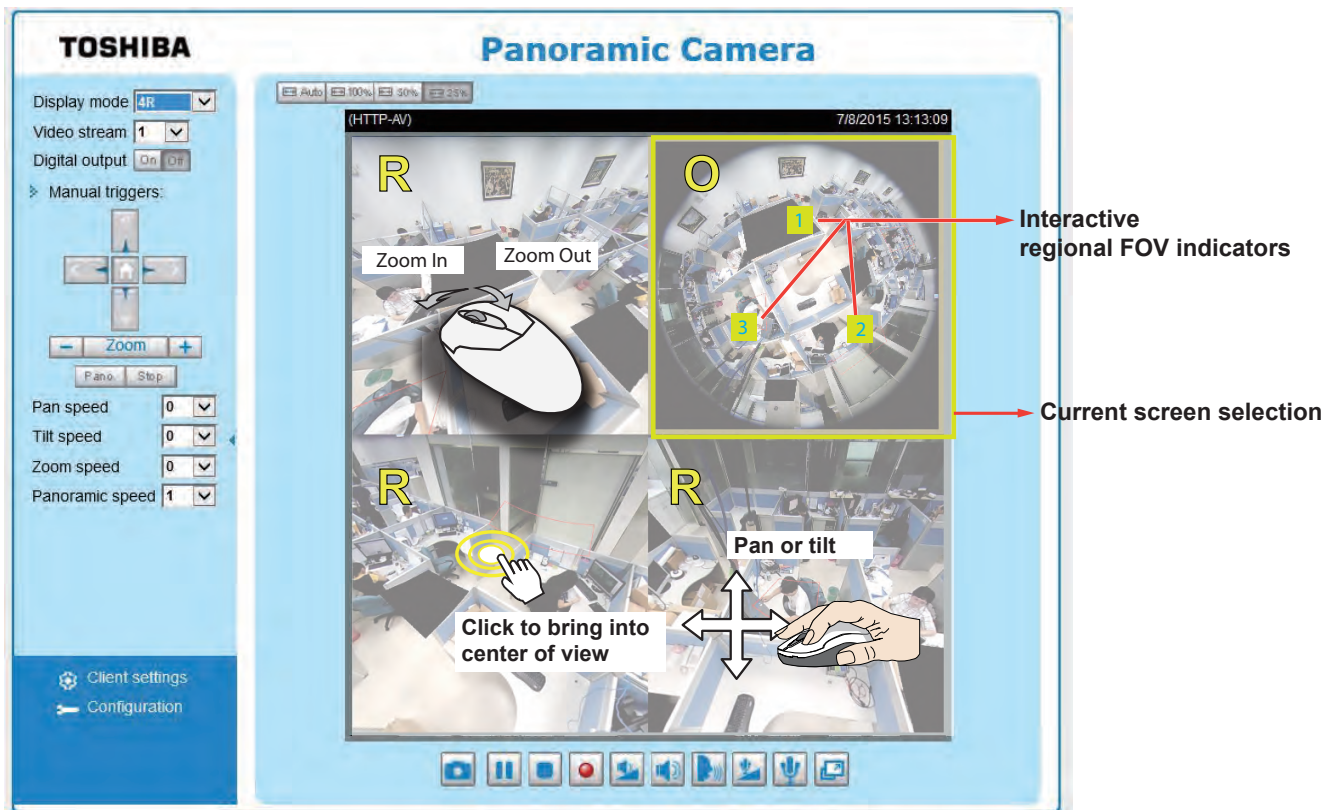 TOSHIBA
Panoramic Camera
Display mode 4R
Video stream 1
Digital output On Off
Manual triggers:
Zoom
Pano Stop
Pan speed 0
Tilt speed 0
Zoom speed 0
Panoramic speed 1
Client settings
Configuration
Auto 100% 50% 25%
(HTTP-AV) 7/8/2015 13:13:09
R
Zoom In
Zoom Out
O
1
2
3
R
Click to bring into
center of view
R
Pan or tilt
Interactive
regional FOV indicators
Current screen selection